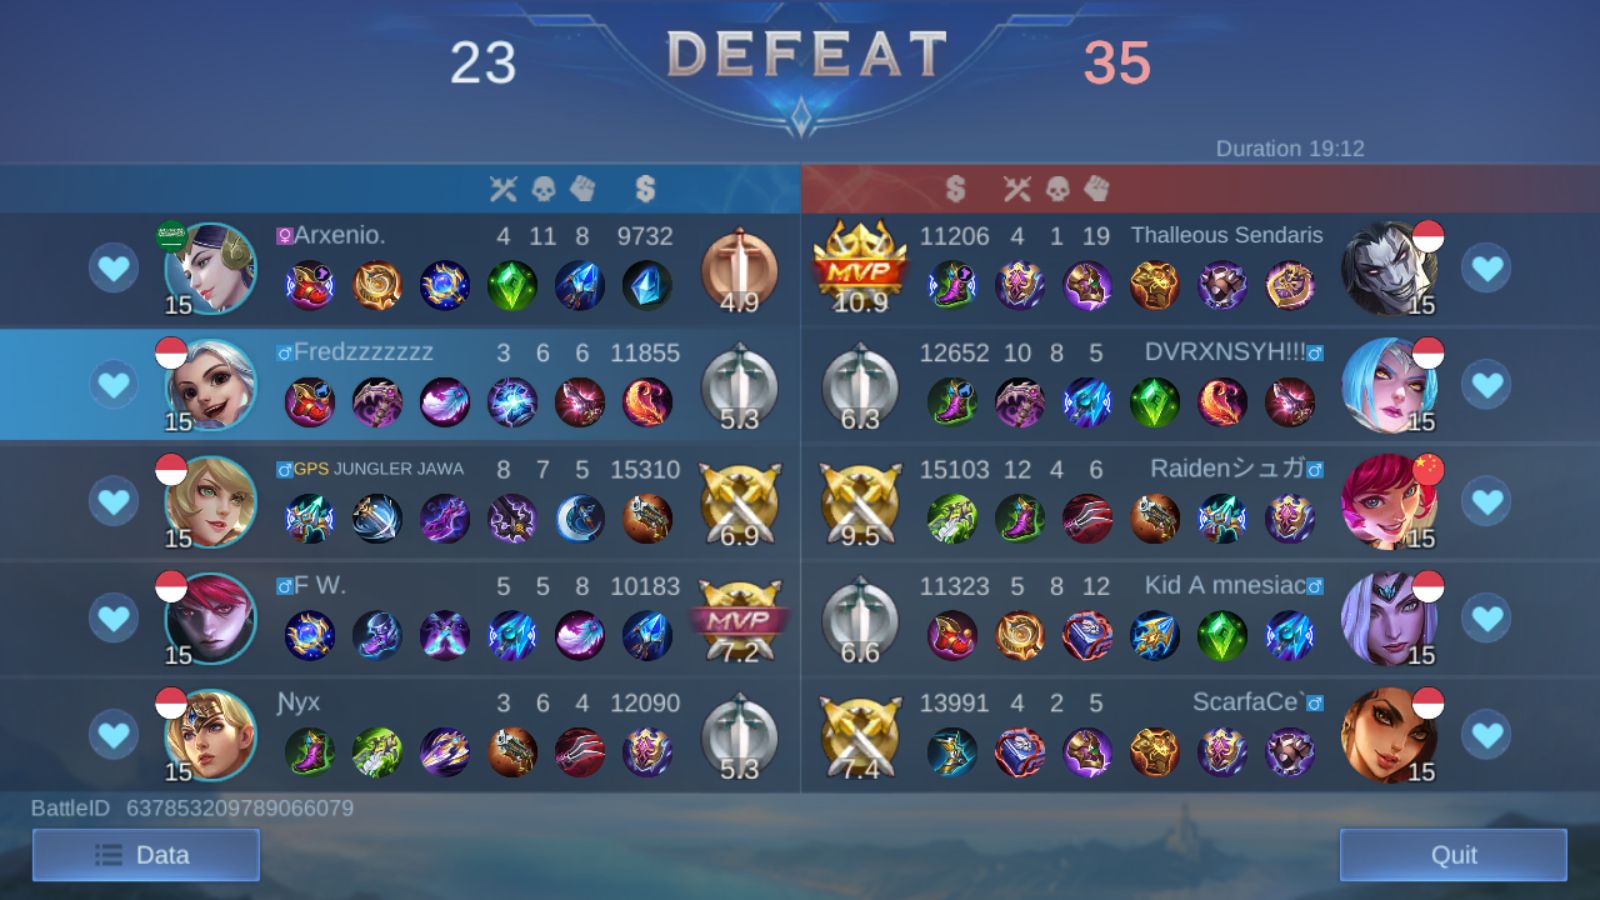 23 DEFEAT 35
Duration 19:12
Arxenio. 4 11 8 9732
15 4.9
MVP 11206 4 1 19 Thalleous Sendaris
10.9 15
Fredzzzzzzz 3 6 6 11855
15 5.3
12652 10 8 5 DVRXNSYH!!!
6.3 15
GPS JUNGLER JAWA 8 7 5 15310
15 6.9
15103 12 4 6 Raidenシュガ
9.5 15
F W. 5 5 8 10183
MVP
15 7.2
11323 5 8 12 Kid A mnesiac
6.6 15
Ɲyx 3 6 4 12090
15 5.3
13991 4 2 5 ScarfaCe`
7.4 15
BattleID 637853209789066079
Data
Quit